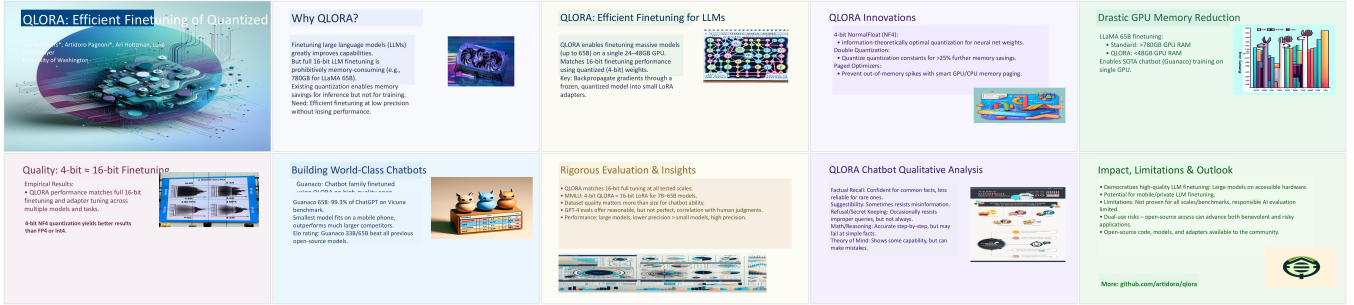 QLORA: Efficient Finetuning of Quantized
Artidoro Pagnoni*, Ari Holtzman, Luke
University of Washington
Why QLORA?
Finetuning large language models (LLMs)
greatly improves capabilities.
But full 16-bit LLM finetuning is
prohibitively memory-consuming (e.g.,
780GB for LLaMA 65B).
Existing quantization enables memory
savings for inference but not for training.
Need: Efficient finetuning at low precision
without losing performance.
QLORA: Efficient Finetuning for LLMs
QLORA enables finetuning massive models
(up to 65B) on a single 24–48GB GPU.
Matches 16-bit finetuning performance
using quantized (4-bit) weights.
Key: Backpropagate gradients through a
frozen, quantized model into small LoRA
adapters.
QLORA Innovations
4-bit NormalFloat (NF4):
• Information-theoretically optimal quantization for neural net weights.
Double Quantization:
• Quantize quantization constants for >25% further memory savings.
Paged Optimizers:
• Prevent out-of-memory spikes with smart GPU/CPU memory paging.
Drastic GPU Memory Reduction
LLaMA 65B finetuning:
• Standard: >780GB GPU RAM
• QLORA: <48GB GPU RAM
Enables SOTA chatbot (Guanaco) training on
single GPU.
Quality: 4-bit ≈ 16-bit Finetuning
Empirical Results:
• QLORA performance matches full 16-bit
finetuning and adapter tuning across
multiple models and tasks.
4-bit NF4 quantization yields better results
than FP4 or Int4.
Building World-Class Chatbots
Guanaco: Chatbot family finetuned
using QLORA on high-quality
Guanaco 65B: 99.3% of ChatGPT on Vicuna
benchmark.
Smallest model fits on a mobile phone,
outperforms much larger competitors.
Elo rating: Guanaco 33B/65B beat all previous
open-source models.
Rigorous Evaluation & Insights
• QLORA matches 16-bit full tuning at all tested scales.
• MMLU: 4-bit QLORA = 16-bit LoRA for 7B–65B models.
• Dataset quality matters more than size for chatbot ability.
• GPT-4 eval offer reasonable, but not perfect, correlation with human judgments.
• Performance: large models, lower precision > small models, high precision.
QLORA Chatbot Qualitative Analysis
Factual Recall: Confident for common facts, less
reliable for rare ones.
Suggestibility: Sometimes resists misinformation.
Refusal/Secret Keeping: Occasionally resists
improper queries, but not always.
Math/Reasoning: Accurate step-by-step, but may
fail at simple facts.
Theory of Mind: Shows some capability, but can
make mistakes.
Impact, Limitations & Outlook
• Democratizes high-quality LLM finetuning: Large models on accessible hardware.
• Potential for mobile/private LLM finetuning.
• Limitations: Not proven for all scales/benchmarks, responsible AI evaluation
limited.
• Dual-use risks – open-source access can advance both benevolent and risky
applications.
• Open-source code, models, and adapters available to the community.
More: github.com/artidoro/qlora